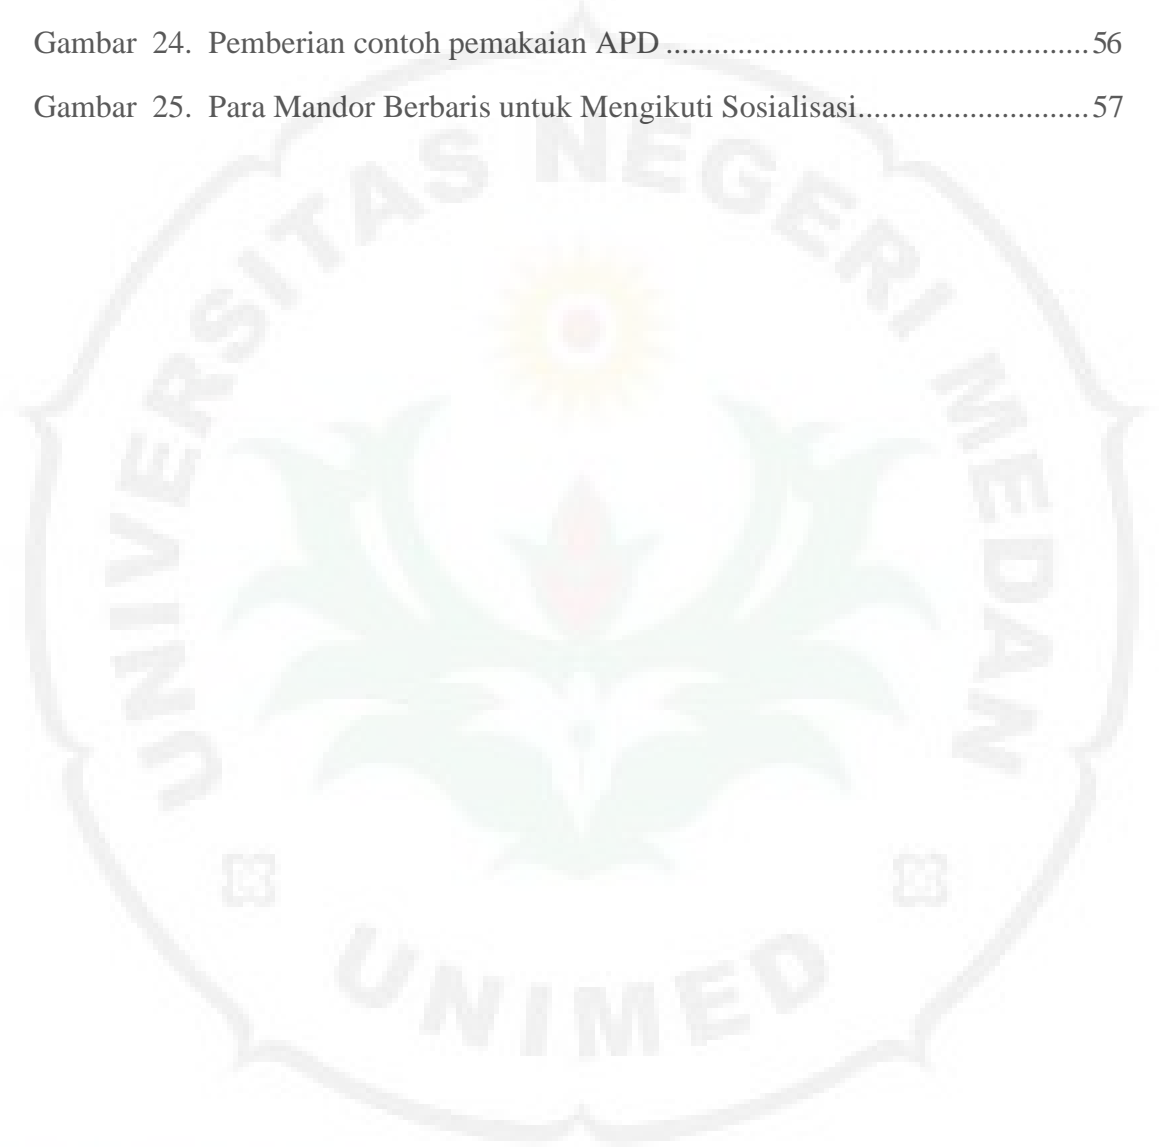 Gambar 24. Pemberian contoh pemakaian APD ..................................................... 56
Gambar 25. Para Mandor Berbaris untuk Mengikuti Sosialisasi............................. 57
UNIVERSITAS NEGERI MEDAN
UNIMED